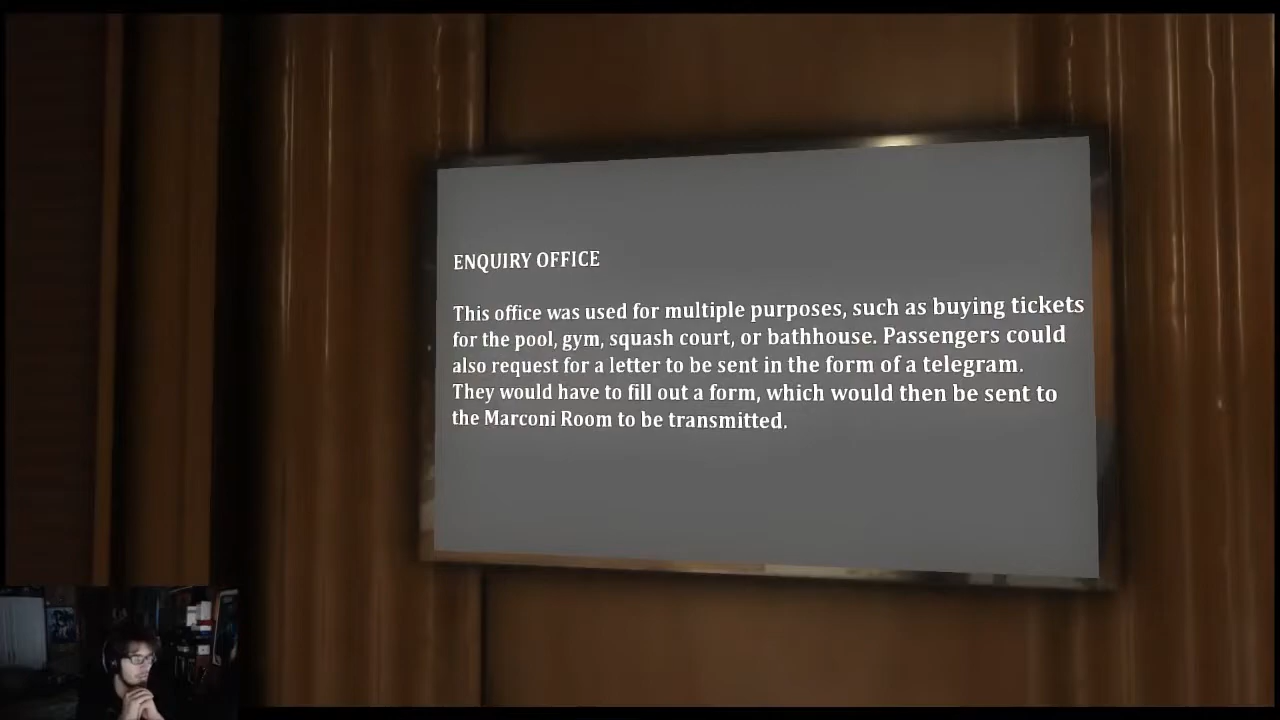 ENQUIRY OFFICE
This office was used for multiple purposes, such as buying tickets
for the pool, gym, squash court, or bathhouse. Passengers could
also request for a letter to be sent in the form of a telegram.
They would have to fill out a form, which would then be sent to
the Marconi Room to be transmitted.